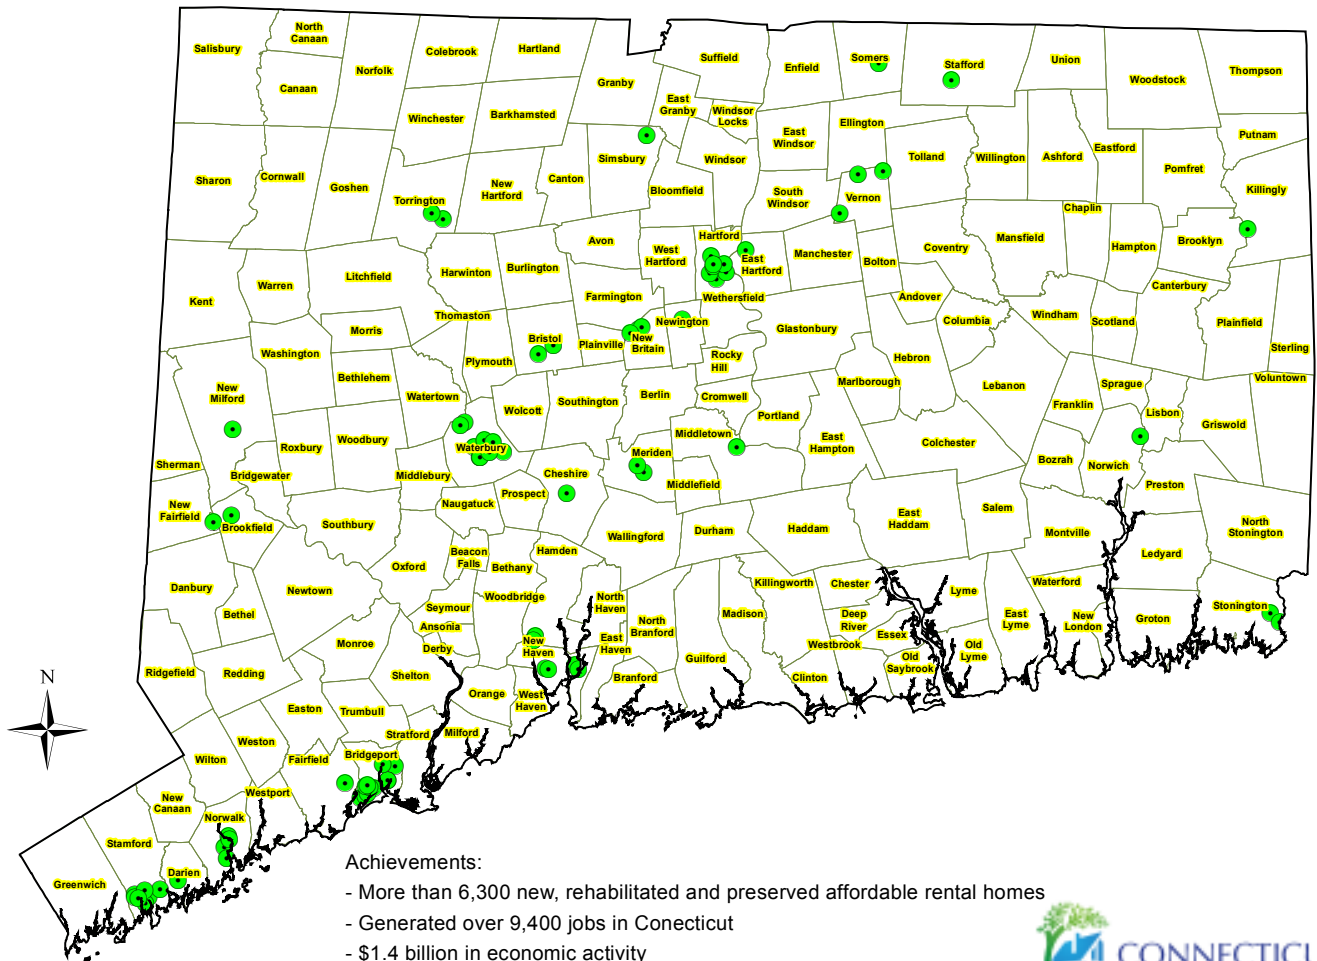 North
Canaan
Salisbury
Colebrook
Hartland
Norfolk
Canaan
Granby
Suffield
Enfield
Somers
Stafford
Union
Woodstock
Thompson
East
Granby
Windsor
Locks
Winchester
Barkhamsted
East
Windsor
Ellington
Putnam
Simsbury
Windsor
Tolland
Willington
Ashford
Eastford
Pomfret
Sharon
Cornwall
Goshen
Canton
New
Hartford
Bloomfield
South
Windsor
Vernon
Killingly
Torrington
Chaplin
Hartford
Avon
West
Hartford
East
Hartford
Manchester
Bolton
Coventry
Mansfield
Hampton
Brooklyn
Litchfield
Harwinton
Burlington
Kent
Warren
Farmington
Wethersfield
Andover
Canterbury
Thomaston
Morris
Newington
Glastonbury
Columbia
Windham
Scotland
Plainfield
Washington
Bristol
Plainville
New
Britain
Plymouth
Rocky
Hill
Hebron
Sterling
Bethlehem
Marlborough
Lebanon
Sprague
Voluntown
New
Milford
Watertown
Wolcott
Southington
Berlin
Cromwell
Portland
Franklin
Lisbon
Griswold
Roxbury
Woodbury
Waterbury
Middletown
East
Hampton
Colchester
Sherman
Bridgewater
Middlebury
Cheshire
Meriden
Middlefield
Bozrah
Norwich
Preston
New
Fairfield
Brookfield
Southbury
Naugatuck
Prospect
Wallingford
Durham
Haddam
East
Haddam
Salem
Montville
North
Stonington
Beacon
Falls
Hamden
Bethany
Oxford
Ledyard
Danbury
Newtown
Woodbridge
Killingworth
Chester
Lyme
Waterford
Bethel
Seymour
North
Haven
Madison
Deep
River
East
Lyme
New
London
Groton
Stonington
Ansonia
North
Branford
Monroe
Derby
New
Haven
East
Haven
Essex
Westbrook
Old
Lyme
Old
Saybrook
Ridgefield
Redding
Shelton
Guilford
Branford
Clinton
Orange
West
Haven
Easton
Trumbull
N
Weston
Stratford
Milford
Wilton
Fairfield
Bridgeport
New
Canaan
Westport
Norwalk
Stamford
Darien
Greenwich
Achievements:
- More than 6,300 new, rehabilitated and preserved affordable rental homes
- Generated over 9,400 jobs in Conecticut
- $1.4 billion in economic activity